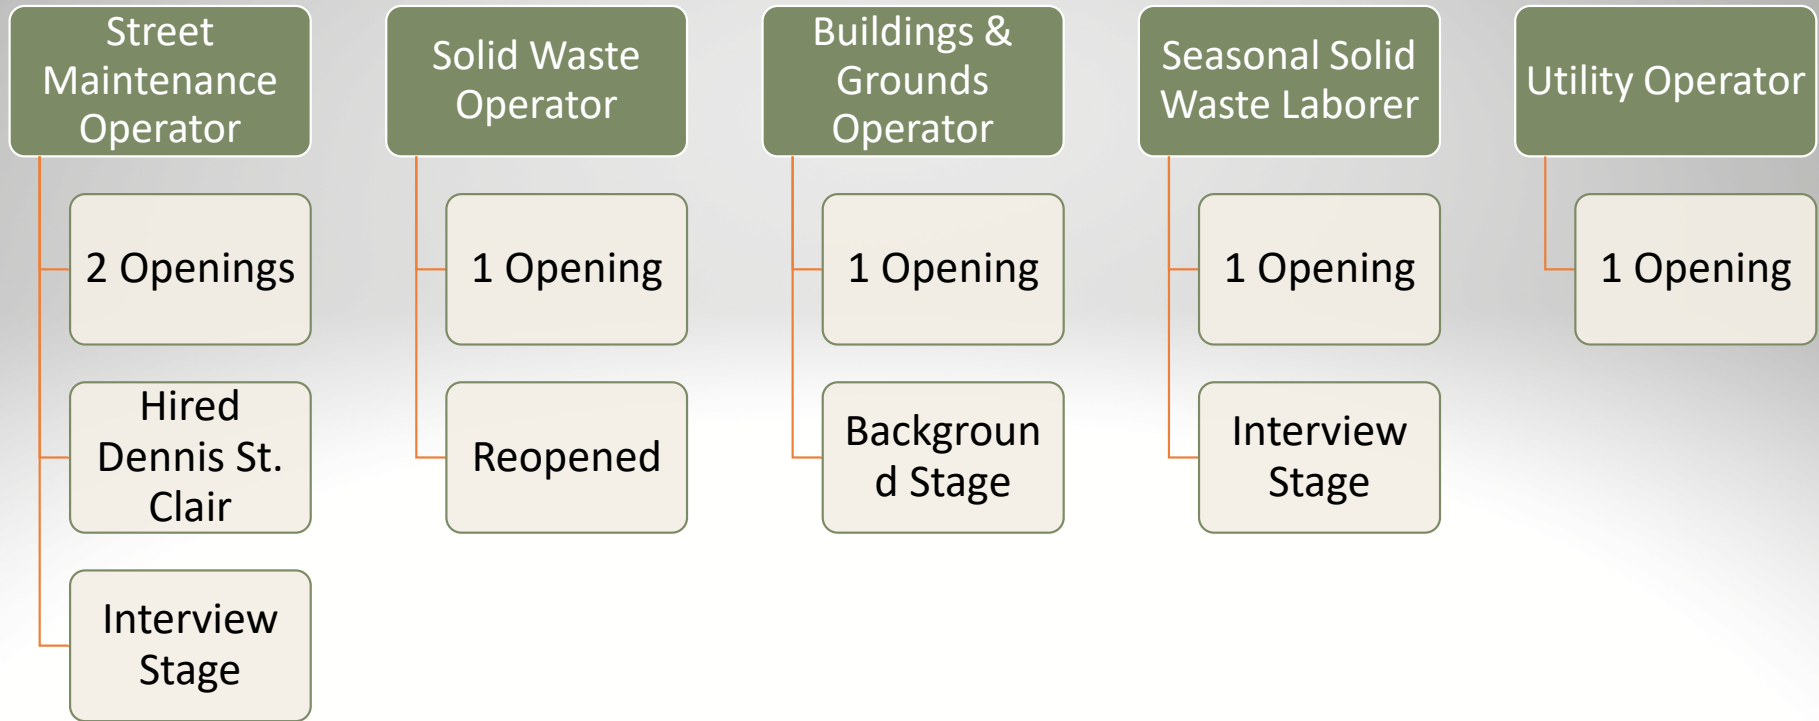 Street
Maintenance
Operator
2 Openings
Hired
Dennis St.
Clair
Interview
Stage
Solid Waste
Operator
1 Opening
Reopened
Buildings &
Grounds
Operator
1 Opening
Backgroun
d Stage
Seasonal Solid
Waste Laborer
1 Opening
Interview
Stage
Utility Operator
1 Opening